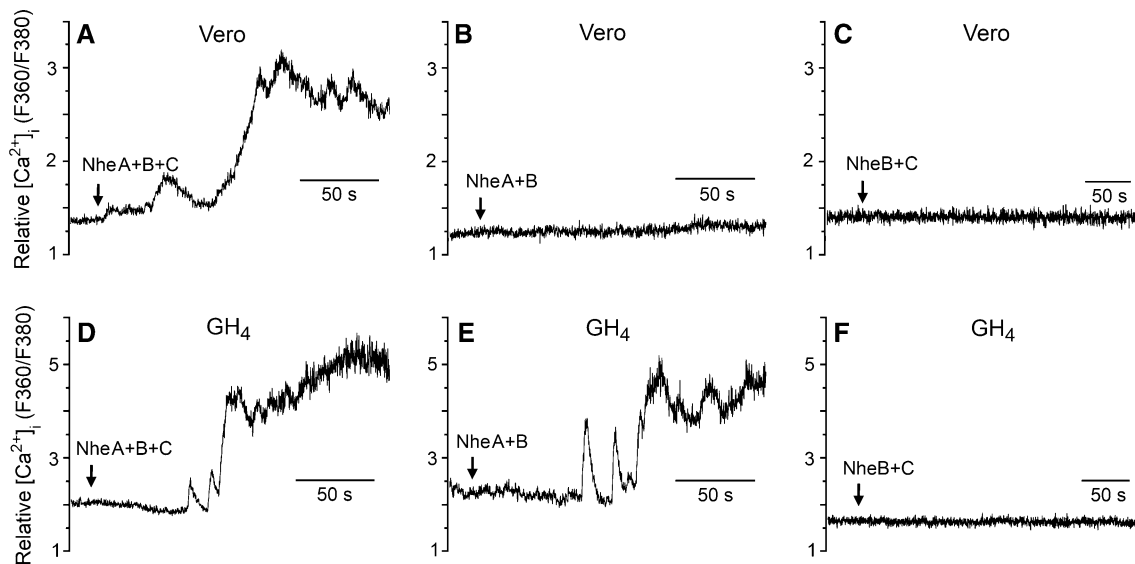 A
Vero
Relative [Ca2+]i (F360/F380)
3
2
1
NheA+B+C
50 s
B
Vero
3
2
1
NheA+B
50 s
C
Vero
3
2
1
NheB+C
50 s
D
GH4
Relative [Ca2+]i (F360/F380)
5
3
1
NheA+B+C
50 s
E
GH4
5
3
1
NheA+B
50 s
F
GH4
5
3
1
NheB+C
50 s